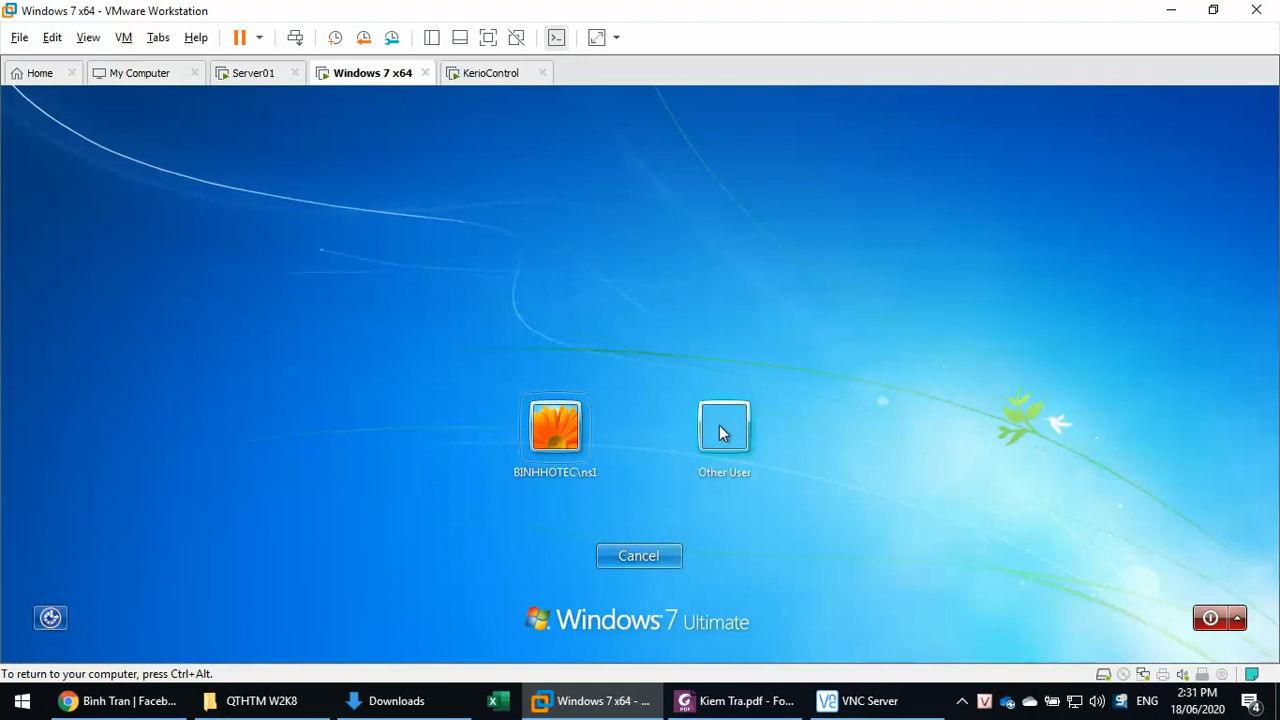 Windows 7 x64 - VMware Workstation
File Edit View VM Tabs Help
Home My Computer Server01 Windows 7 x64 KerioControl
BINHHOTEC\ns1 Other User
Cancel
Windows 7 Ultimate
To return to your computer, press Ctrl+Alt.
Bình Tran | Faceb... QTHTM W2K8 Downloads Windows 7 x64 - ... Kiem Tra.pdf - Fo... VNC Server ENG 2:31 PM
18/06/2020 4